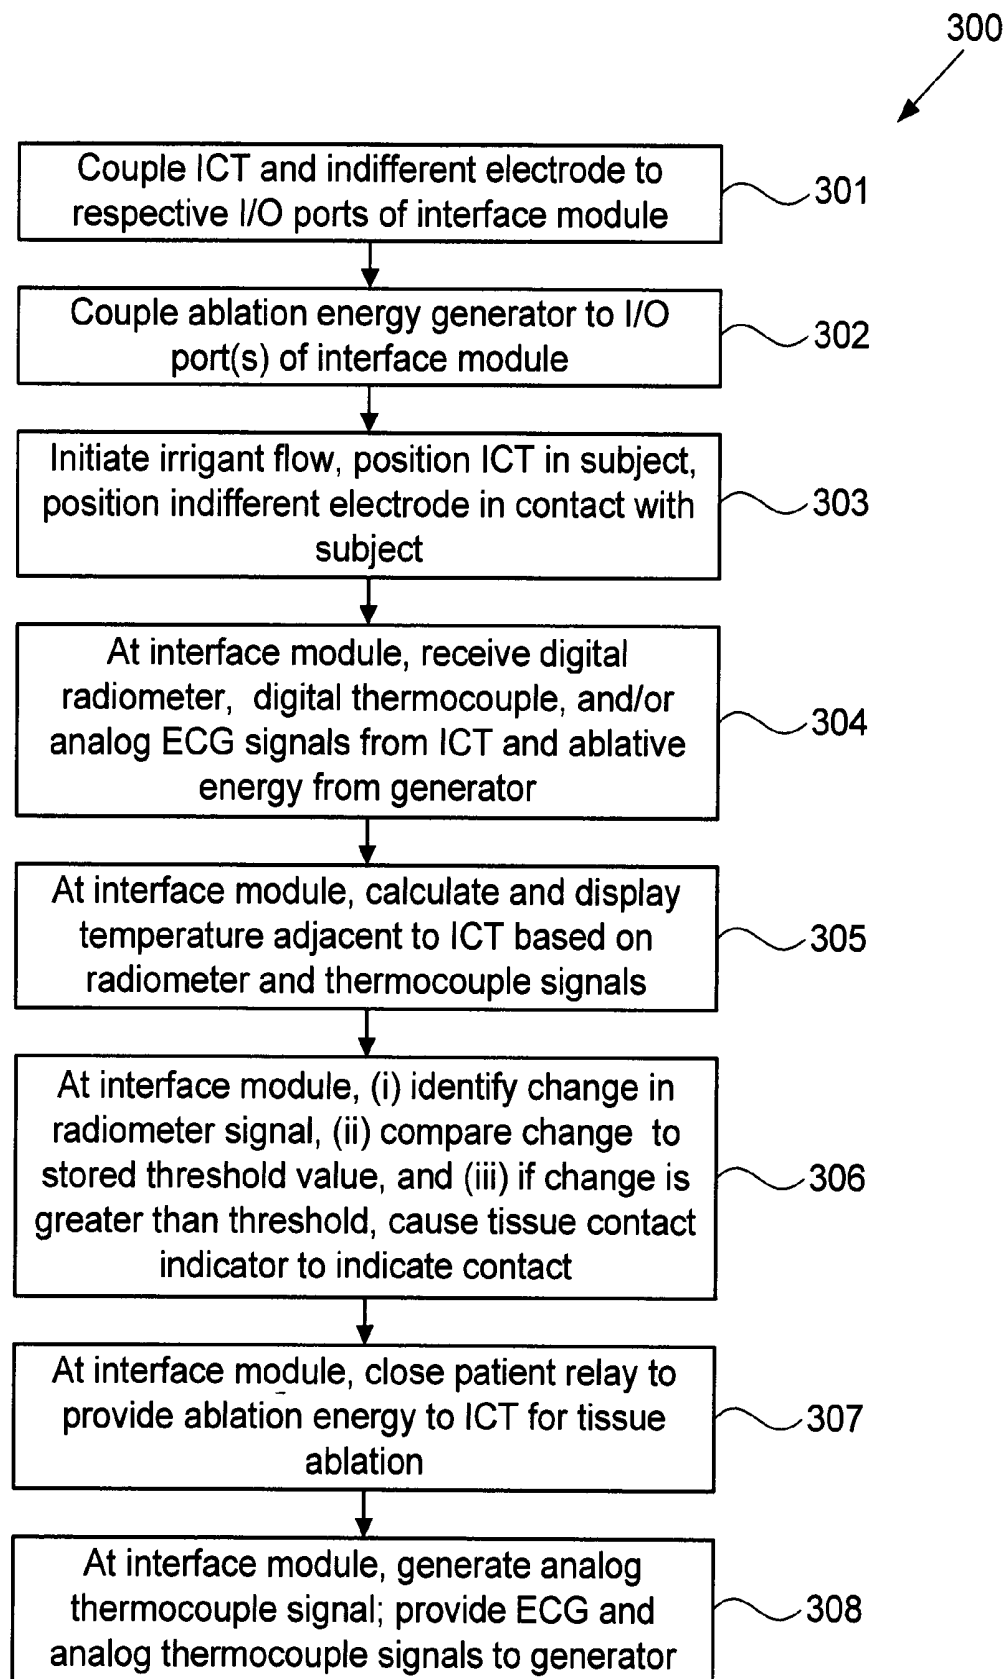 300
Couple ICT and indifferent electrode to
respective I/O ports of interface module
301
Couple ablation energy generator to I/O
port(s) of interface module
302
Initiate irrigant flow, position ICT in subject,
position indifferent electrode in contact with
subject
303
At interface module, receive digital
radiometer, digital thermocouple, and/or
analog ECG signals from ICT and ablative
energy from generator
304
At interface module, calculate and display
temperature adjacent to ICT based on
radiometer and thermocouple signals
305
At interface module, (i) identify change in
radiometer signal, (ii) compare change to
stored threshold value, and (iii) if change is
greater than threshold, cause tissue contact
indicator to indicate contact
306
At interface module, close patient relay to
provide ablation energy to ICT for tissue
ablation
307
At interface module, generate analog
thermocouple signal; provide ECG and
analog thermocouple signals to generator
308